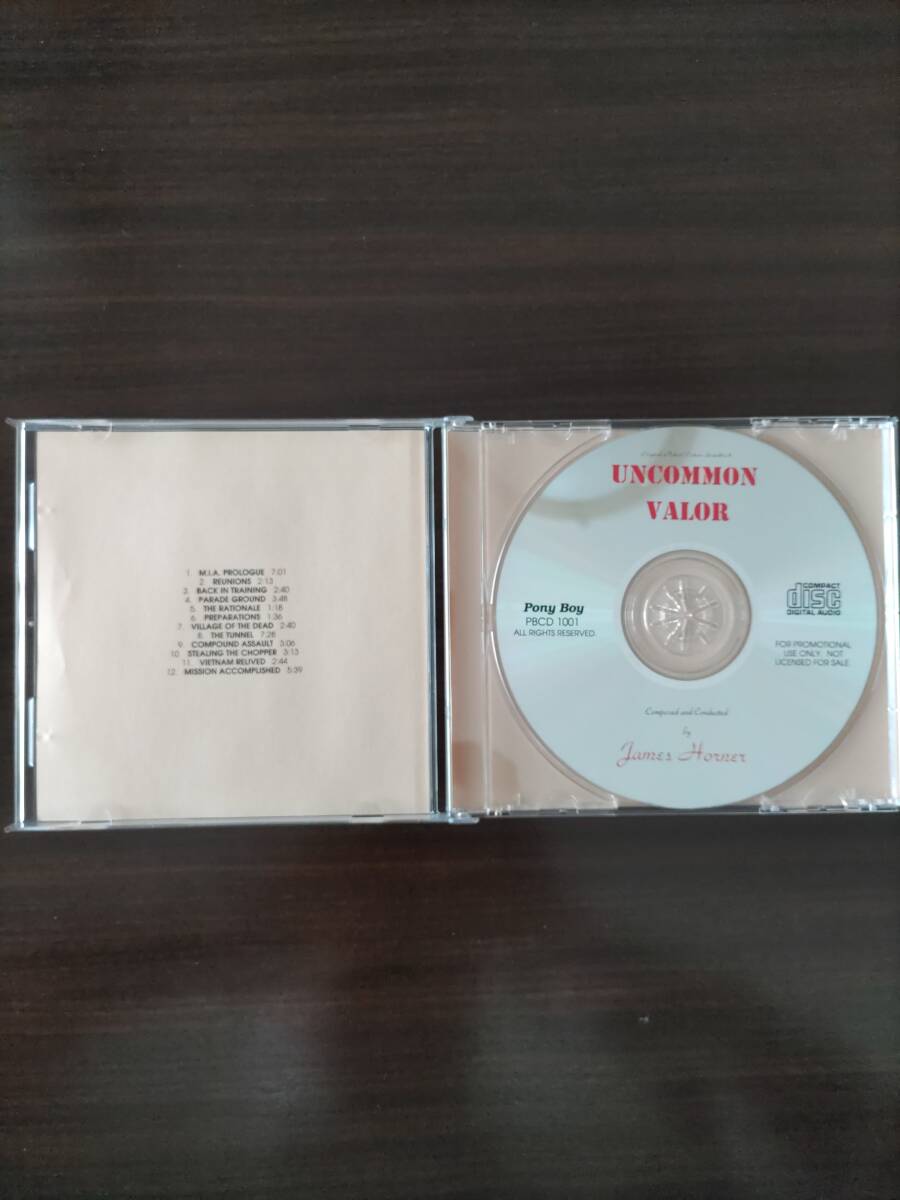 1. M.I.A. PROLOGUE 7:01
2. REUNIONS 2:13
3. BACK IN TRAINING 2:40
4. PARADE GROUND 3:48
5. THE RATIONALE 1:18
6. PREPARATIONS 1:36
7. VILLAGE OF THE DEAD 2:40
8. THE TUNNEL 7:28
9. COMPOUND ASSAULT 3:06
10. STEALING THE CHOPPER 3:13
11. VIETNAM RELIVED 2:44
12. MISSION ACCOMPLISHED 5:39
Original Motion Picture Soundtrack
UNCOMMON
VALOR
Pony Boy
PBCD 1001
ALL RIGHTS RESERVED.
COMPACT
disc
DIGITAL AUDIO
FOR PROMOTIONAL
USE ONLY. NOT
LICENSED FOR SALE
Composed and Conducted
by
James Horner